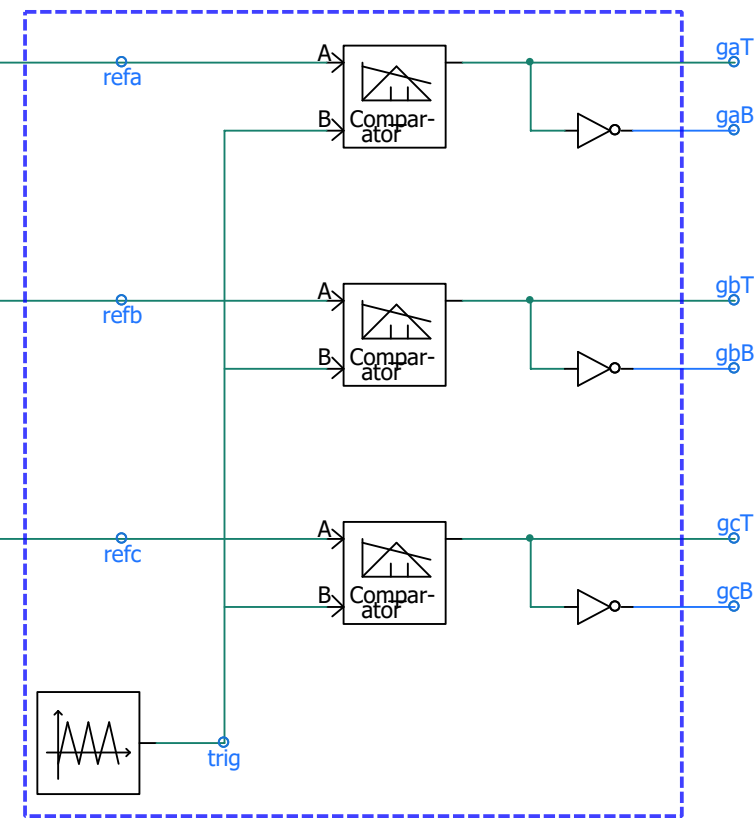 gaT
A
refa
gaB
B
Compar-
ator
gbT
A
refb
gbB
B
Compar-
ator
gcT
A
refc
gcB
B
Compar-
ator
trig